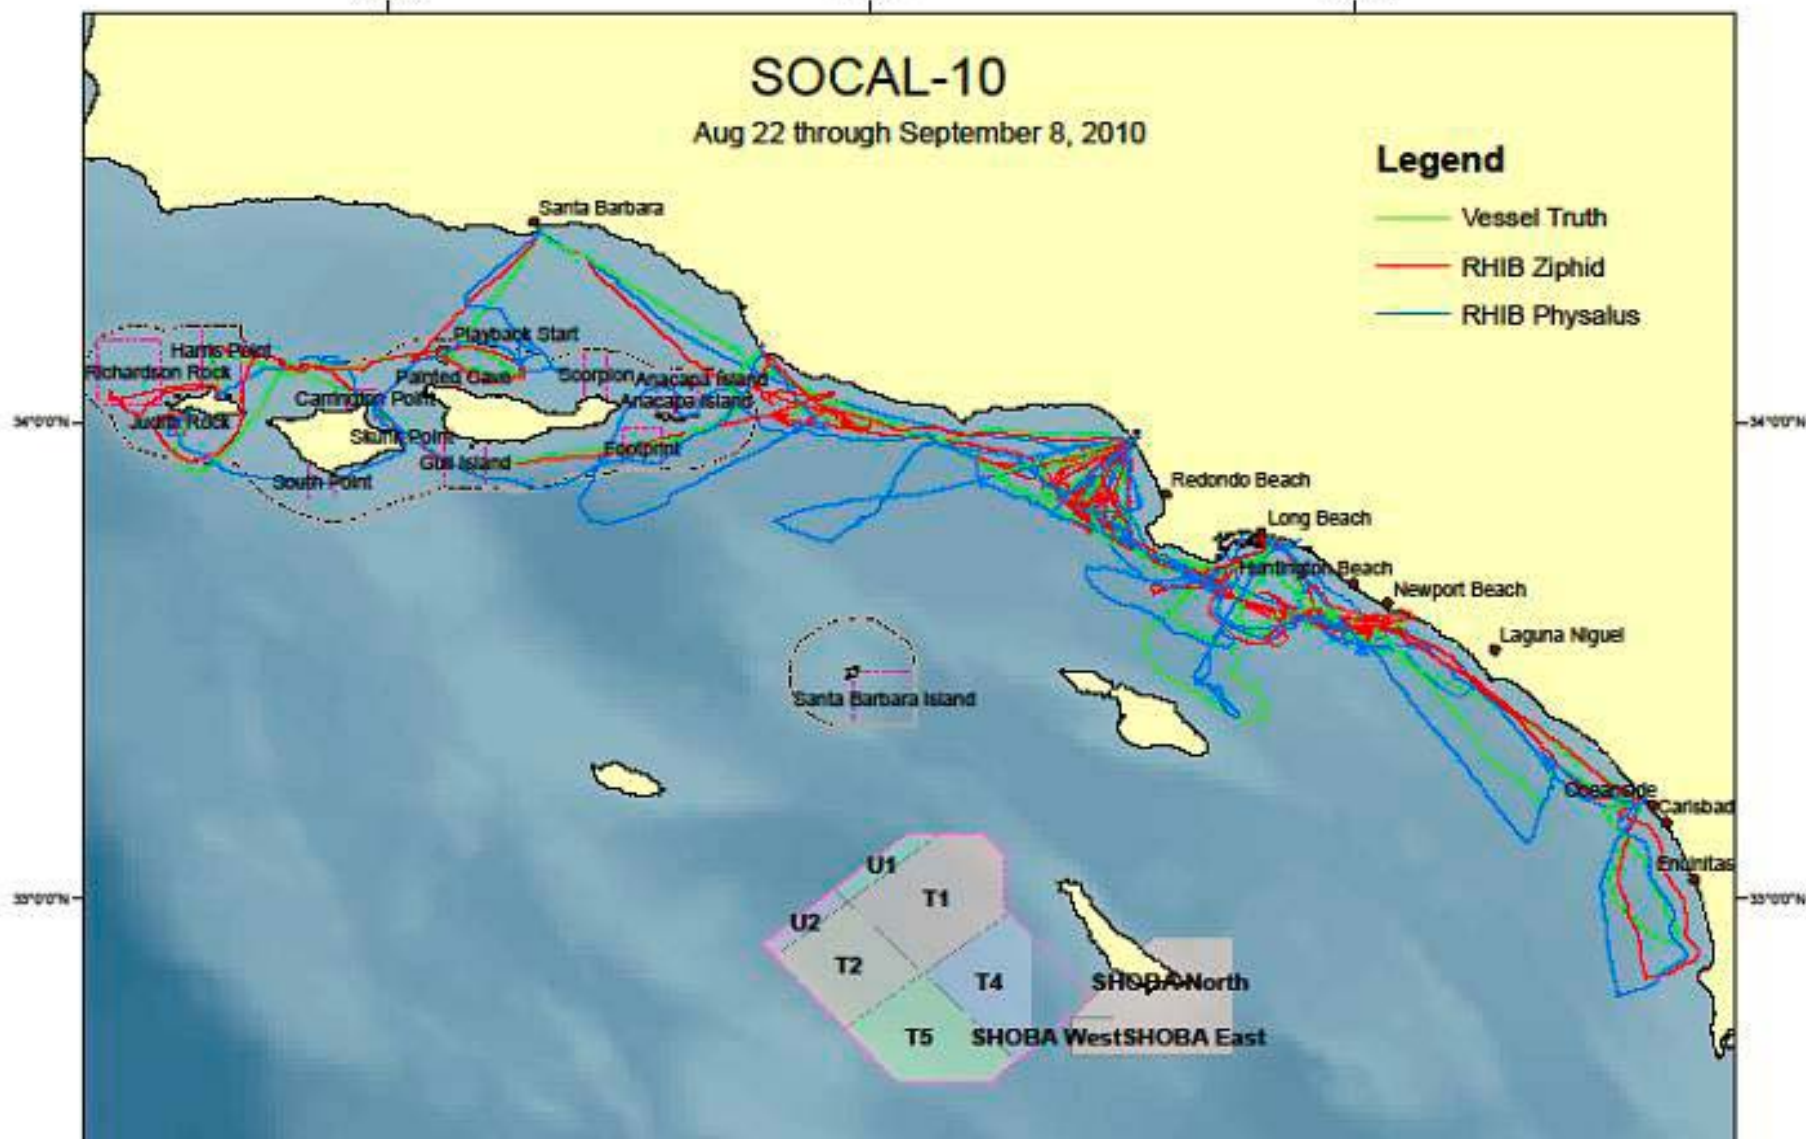 SOCAL-10
Aug 22 through September 8, 2010
Legend
Vessel Truth
RHIB Ziphid
RHIB Physalus
Santa Barbara
Playback Start
Harris Point
Richardson Rock
Painted Cave
Scorpion
Anacapa Island
Carrington Point
Anacapa Island
Judith Rock
34°0'0"N
34°0'0"N
Skunk Point
Footprint
Gull Island
South Point
Redondo Beach
Long Beach
Huntington Beach
Newport Beach
Laguna Niguel
Santa Barbara Island
Oceanside
Carlsbad
Encinitas
U1
T1
33°0'0"N
33°0'0"N
U2
T2
T4
SHOBA North
T5
SHOBA West
SHOBA East